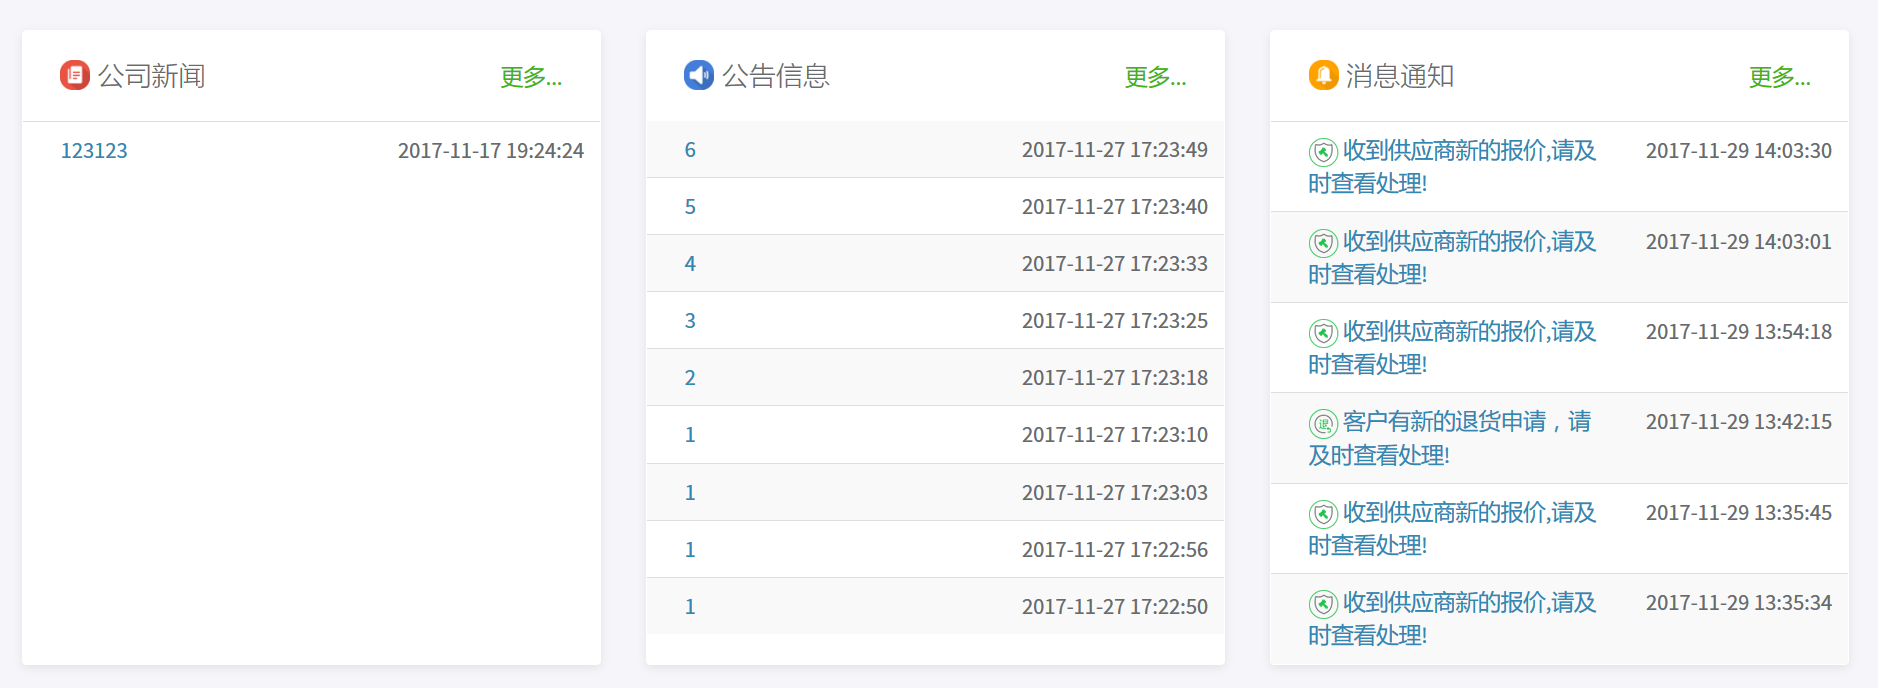 公司新闻 更多...
123123 2017-11-17 19:24:24
公告信息 更多...
6 2017-11-27 17:23:49
5 2017-11-27 17:23:40
4 2017-11-27 17:23:33
3 2017-11-27 17:23:25
2 2017-11-27 17:23:18
1 2017-11-27 17:23:10
1 2017-11-27 17:23:03
1 2017-11-27 17:22:56
1 2017-11-27 17:22:50
消息通知 更多...
收到供应商新的报价,请及 2017-11-29 14:03:30
时查看处理!
收到供应商新的报价,请及 2017-11-29 14:03:01
时查看处理!
收到供应商新的报价,请及 2017-11-29 13:54:18
时查看处理!
退 客户有新的退货申请，请 2017-11-29 13:42:15
及时查看处理!
收到供应商新的报价,请及 2017-11-29 13:35:45
时查看处理!
收到供应商新的报价,请及 2017-11-29 13:35:34
时查看处理!